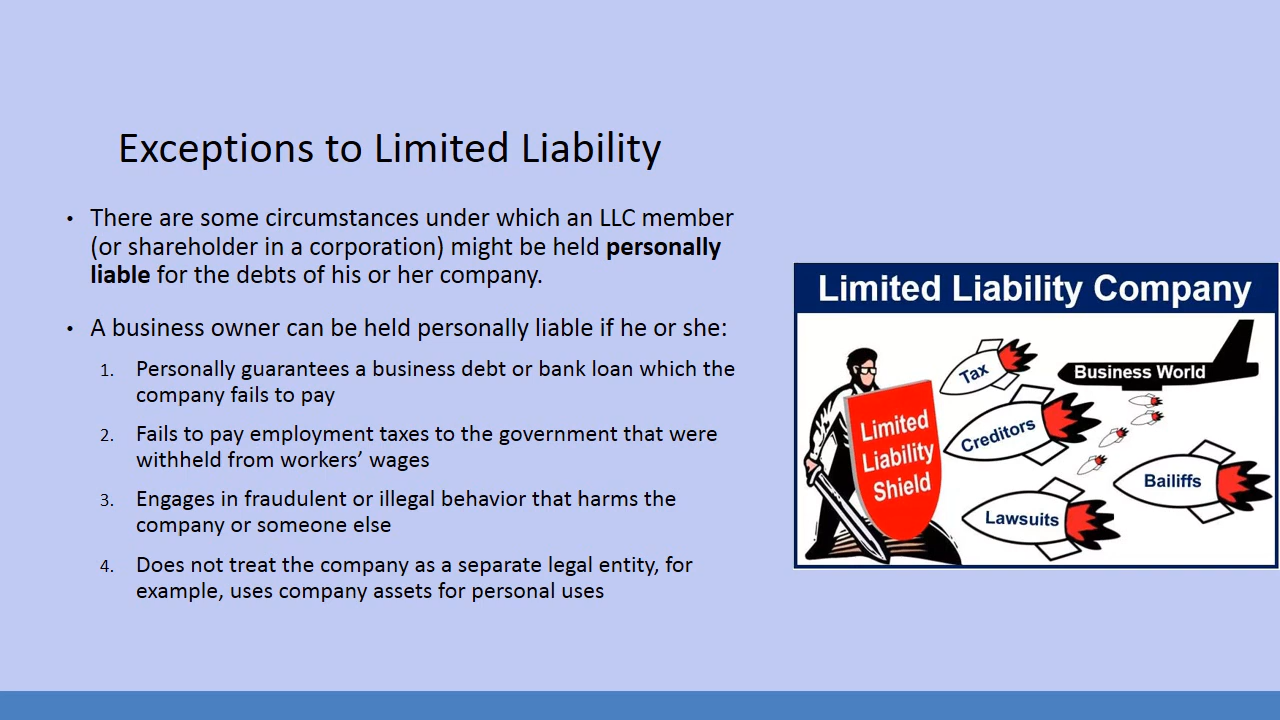 Exceptions to Limited Liability
• There are some circumstances under which an LLC member
(or shareholder in a corporation) might be held personally
liable for the debts of his or her company.
• A business owner can be held personally liable if he or she:
1. Personally guarantees a business debt or bank loan which the
company fails to pay
2. Fails to pay employment taxes to the government that were
withheld from workers’ wages
3. Engages in fraudulent or illegal behavior that harms the
company or someone else
4. Does not treat the company as a separate legal entity, for
example, uses company assets for personal uses
Limited Liability Company
Tax
Business World
Limited
Liability
Shield
Creditors
Bailiffs
Lawsuits